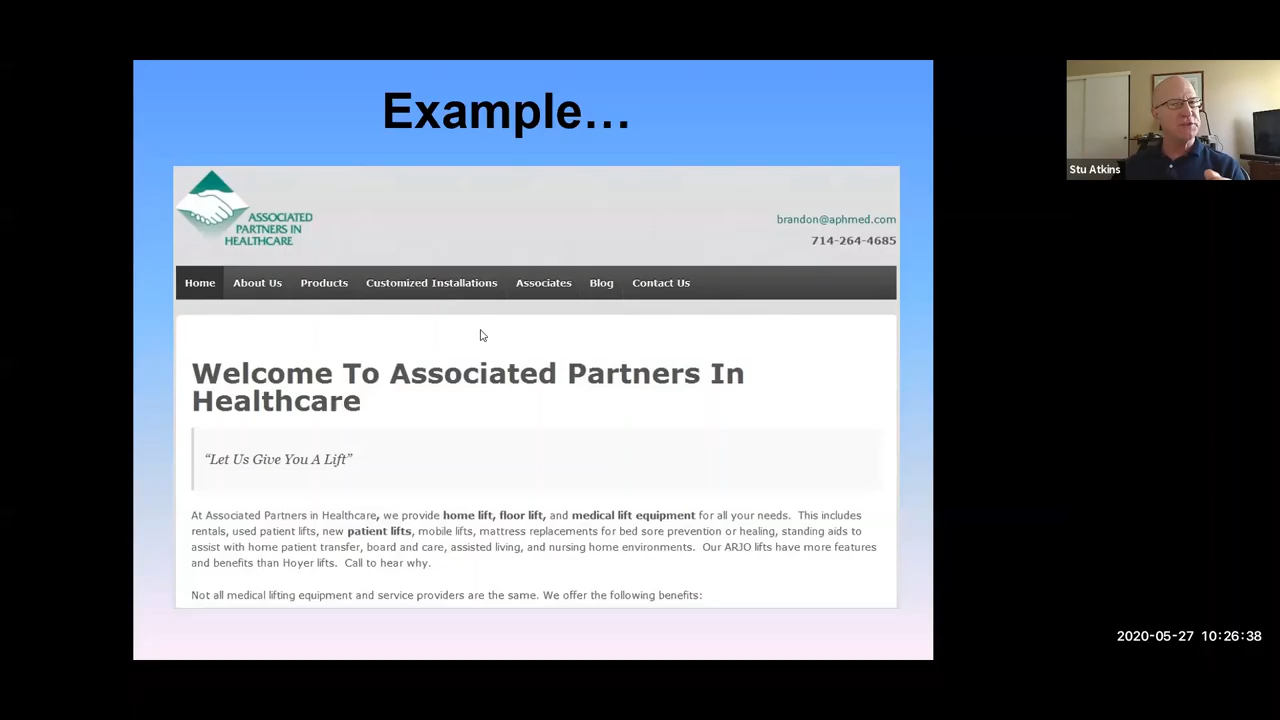 Example…
ASSOCIATED
PARTNERS IN
HEALTHCARE
brandon@aphmed.com
714-264-4685
Home About Us Products Customized Installations Associates Blog Contact Us
Welcome To Associated Partners In
Healthcare
“Let Us Give You A Lift”
At Associated Partners in Healthcare, we provide home lift, floor lift, and medical lift equipment for all your needs. This includes
rentals, used patient lifts, new patient lifts, mobile lifts, mattress replacements for bed sore prevention or healing, standing aids to
assist with home patient transfer, board and care, assisted living, and nursing home environments. Our ARJO lifts have more features
and benefits than Hoyer lifts. Call to hear why.
Not all medical lifting equipment and service providers are the same. We offer the following benefits:
Stu Atkins
2020-05-27 10:26:38